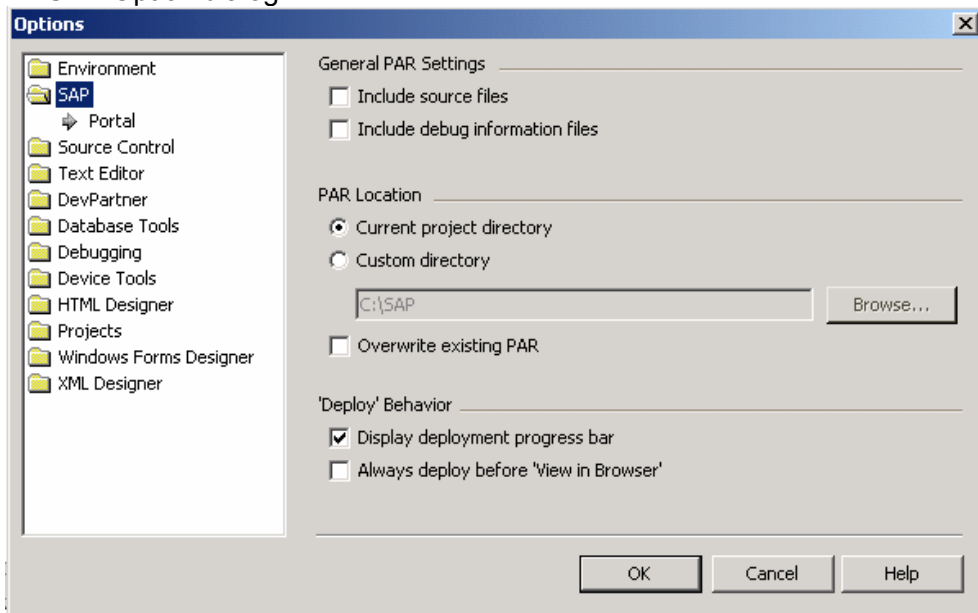 Options
Environment
SAP
Portal
Source Control
Text Editor
DevPartner
Database Tools
Debugging
Device Tools
HTML Designer
Projects
Windows Forms Designer
XML Designer
General PAR Settings
Include source files
Include debug information files
PAR Location
Current project directory
Custom directory
C:\SAP
Browse...
Overwrite existing PAR
'Deploy' Behavior
Display deployment progress bar
Always deploy before 'View in Browser'
OK Cancel Help